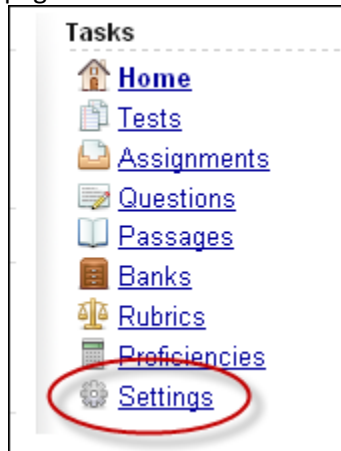 Tasks
Home
Tests
Assignments
Questions
Passages
Banks
Rubrics
Proficiencies
Settings